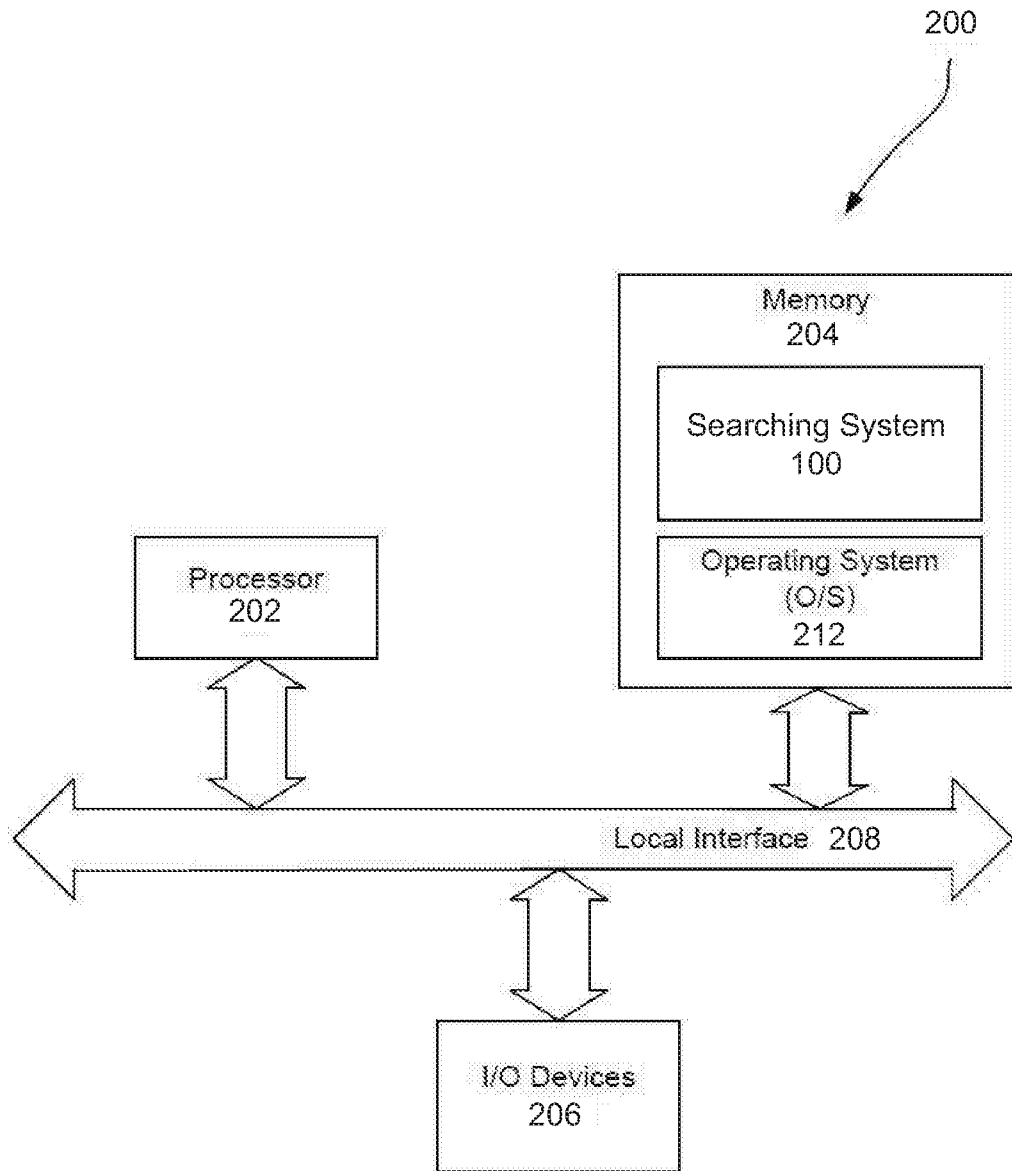 200
Memory
204
Searching System
100
Operating System
(O/S)
212
Processor
202
Local Interface 208
I/O Devices
206